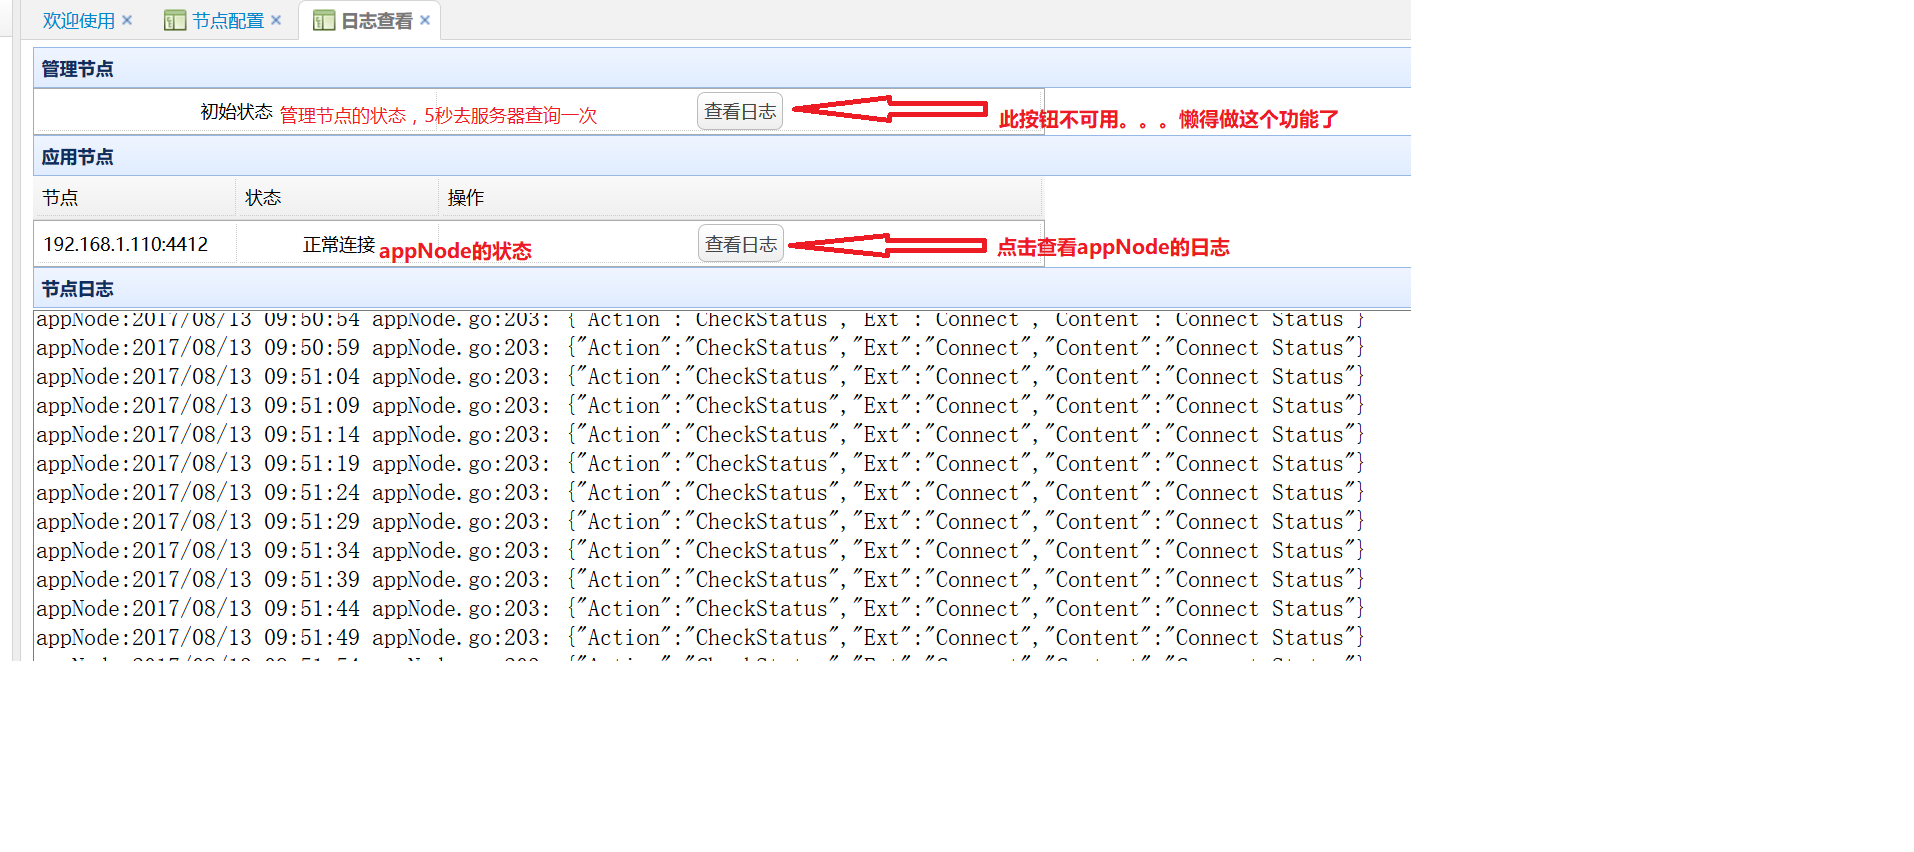 欢迎使用 × 节点配置 × 日志查看 ×
管理节点
初始状态 管理节点的状态，5秒去服务器查询一次 查看日志 此按钮不可用。。。懒得做这个功能了
应用节点
节点 状态 操作
192.168.1.110:4412 正常连接 appNode的状态 查看日志 点击查看appNode的日志
节点日志
appNode:2017/08/13 09:50:54 appNode.go:203: {"Action":"CheckStatus","Ext":"Connect","Content":"Connect Status"}
appNode:2017/08/13 09:50:59 appNode.go:203: {"Action":"CheckStatus","Ext":"Connect","Content":"Connect Status"}
appNode:2017/08/13 09:51:04 appNode.go:203: {"Action":"CheckStatus","Ext":"Connect","Content":"Connect Status"}
appNode:2017/08/13 09:51:09 appNode.go:203: {"Action":"CheckStatus","Ext":"Connect","Content":"Connect Status"}
appNode:2017/08/13 09:51:14 appNode.go:203: {"Action":"CheckStatus","Ext":"Connect","Content":"Connect Status"}
appNode:2017/08/13 09:51:19 appNode.go:203: {"Action":"CheckStatus","Ext":"Connect","Content":"Connect Status"}
appNode:2017/08/13 09:51:24 appNode.go:203: {"Action":"CheckStatus","Ext":"Connect","Content":"Connect Status"}
appNode:2017/08/13 09:51:29 appNode.go:203: {"Action":"CheckStatus","Ext":"Connect","Content":"Connect Status"}
appNode:2017/08/13 09:51:34 appNode.go:203: {"Action":"CheckStatus","Ext":"Connect","Content":"Connect Status"}
appNode:2017/08/13 09:51:39 appNode.go:203: {"Action":"CheckStatus","Ext":"Connect","Content":"Connect Status"}
appNode:2017/08/13 09:51:44 appNode.go:203: {"Action":"CheckStatus","Ext":"Connect","Content":"Connect Status"}
appNode:2017/08/13 09:51:49 appNode.go:203: {"Action":"CheckStatus","Ext":"Connect","Content":"Connect Status"}